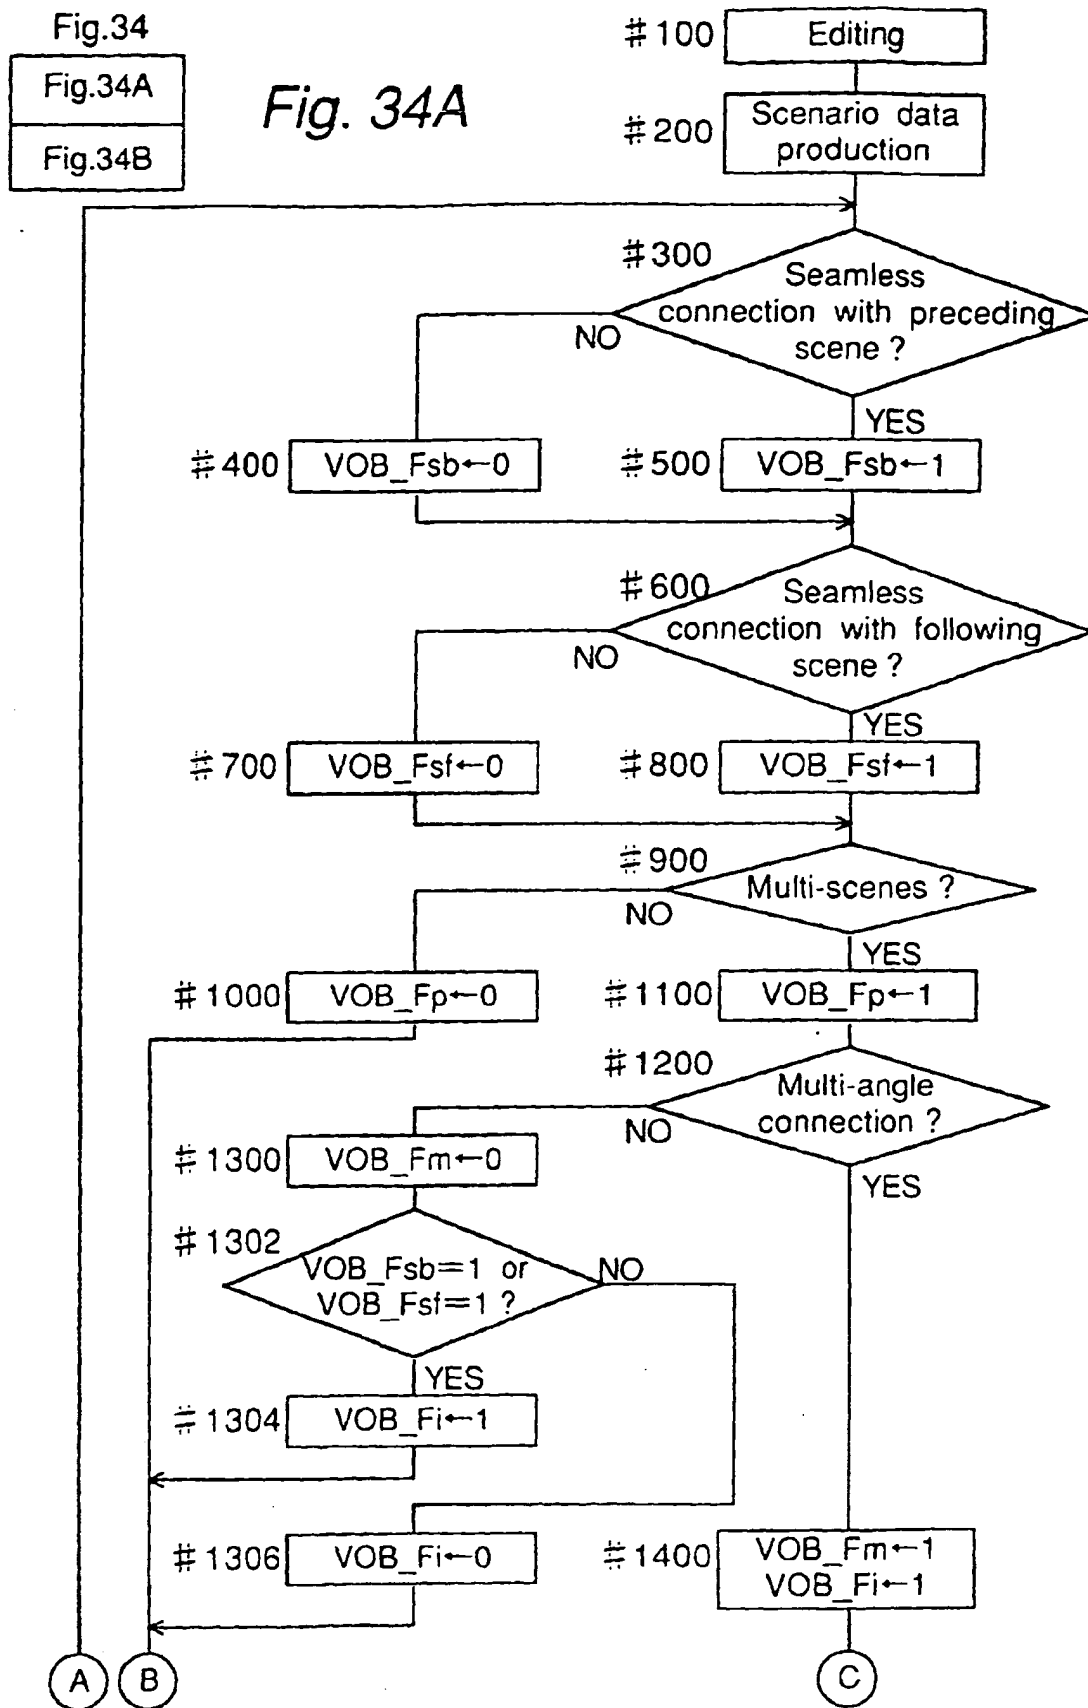 Fig.34
Fig.34A
Fig.34B
Fig. 34A
#100 Editing
#200 Scenario data
production
#300 Seamless
connection with preceding
scene ?
NO
YES
#400 VOB_Fsb←0
#500 VOB_Fsb←1
#600 Seamless
connection with following
scene ?
NO
YES
#700 VOB_Fsf←0
#800 VOB_Fsf←1
#900 Multi-scenes ?
NO
YES
#1000 VOB_Fp←0
#1100 VOB_Fp←1
#1200 Multi-angle
connection ?
NO
YES
#1300 VOB_Fm←0
#1302 VOB_Fsb=1 or
VOB_Fsf=1 ?
NO
YES
#1304 VOB_Fi←1
#1306 VOB_Fi←0
#1400 VOB_Fm←1
VOB_Fi←1
A B C